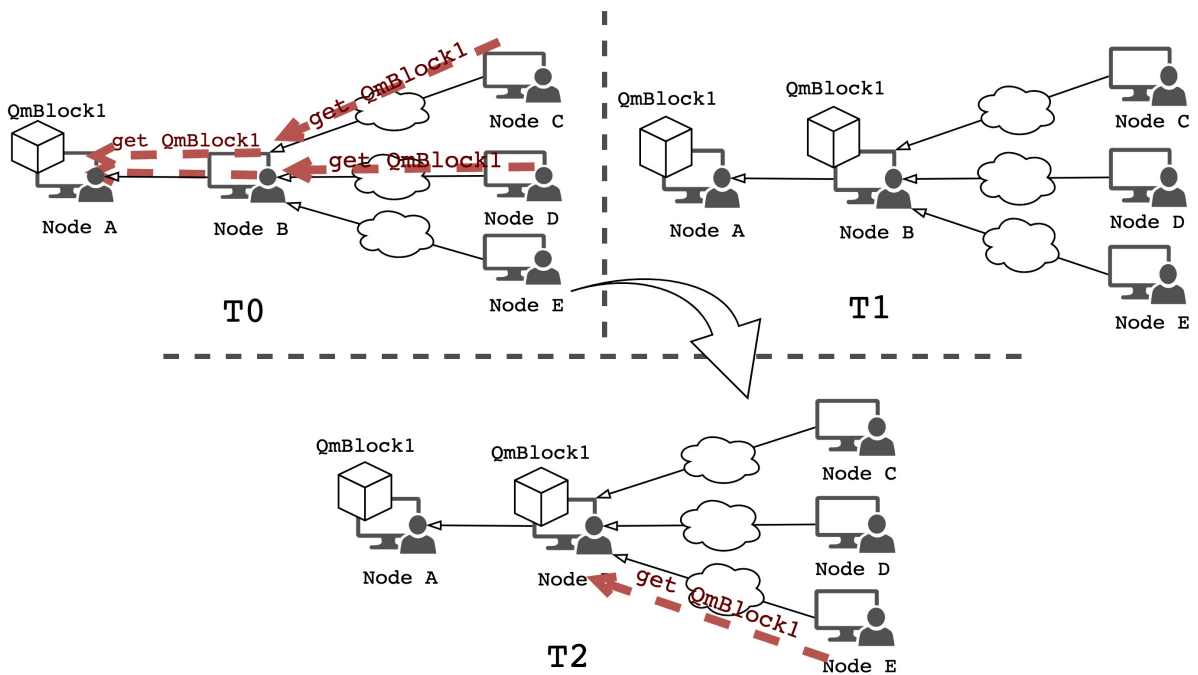 QmBlock1
get QmBlock1
get QmBlock1
get QmBlock1
Node A
Node B
Node C
Node D
Node E
T0
QmBlock1
QmBlock1
Node A
Node B
Node C
Node D
Node E
T1
QmBlock1
QmBlock1
Node A
Node
Node C
Node D
get QmBlock1
Node E
T2